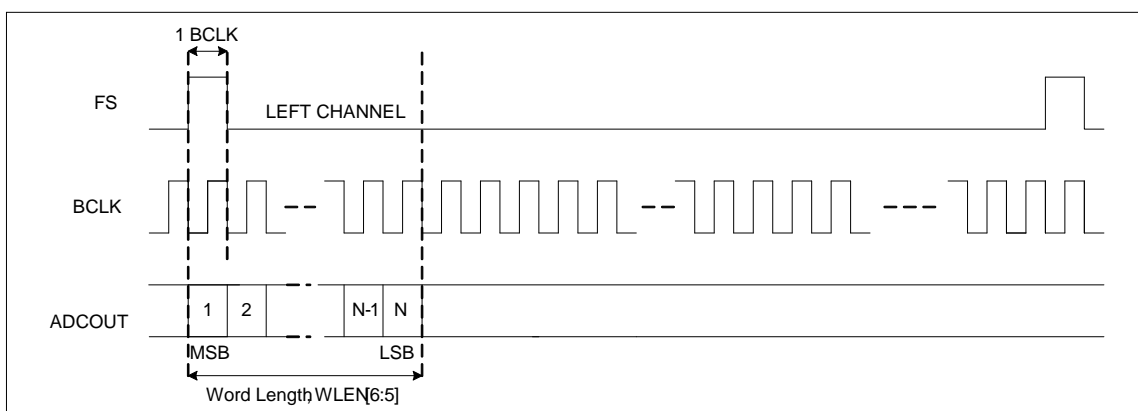 1 BCLK
FS
LEFT CHANNEL
BCLK
ADCOUT
1 2 N-1 N
MSB LSB
Word Length, WLEN[6:5]